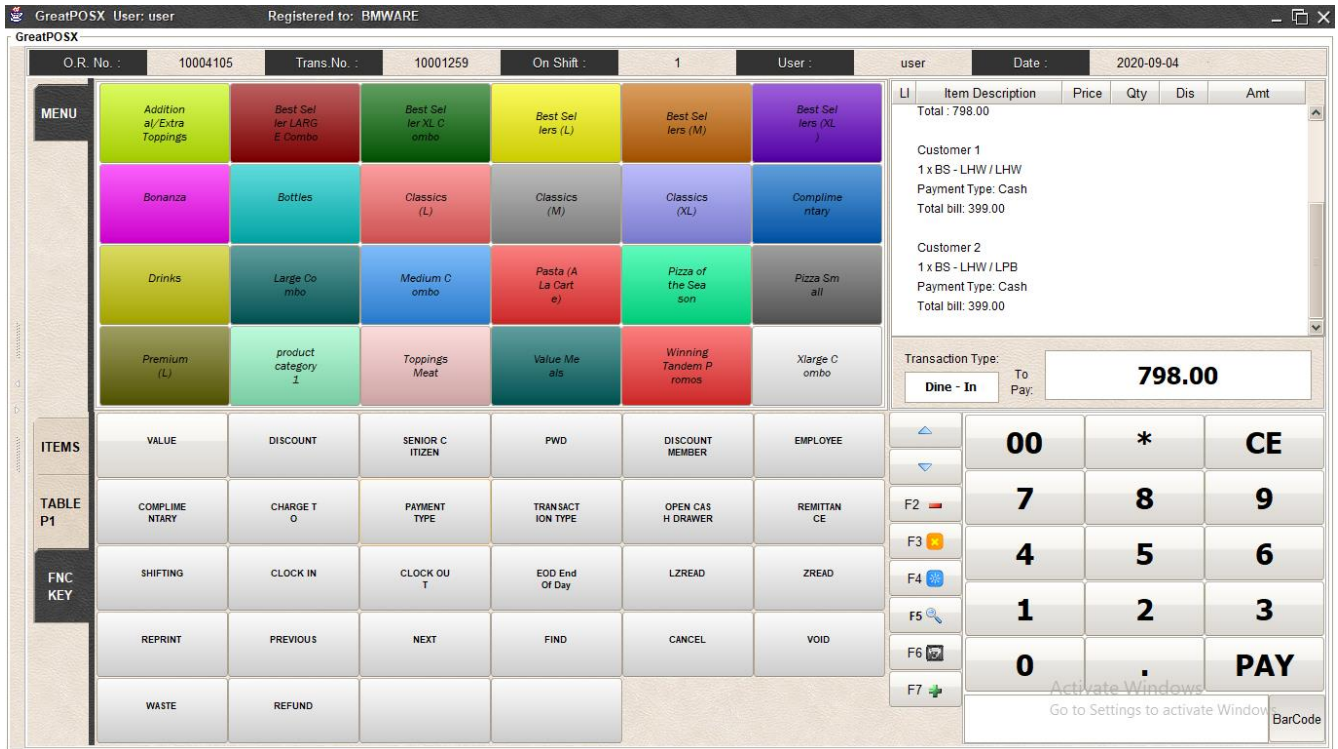 GreatPOSX User: user Registered to: BMWARE
GreatPOSX
O.R. No. : 10004105 Trans.No. : 10001259 On Shift : 1 User : user Date : 2020-09-04
MENU
Addition
al/Extra
Toppings
Best Sel
ler LARG
E Combo
Best Sel
ler XL C
ombo
Best Sel
lers (L)
Best Sel
lers (M)
Best Sel
lers (XL
)
Bonanza
Bottles
Classics
(L)
Classics
(M)
Classics
(XL)
Complime
ntary
Drinks
Large Co
mbo
Medium C
ombo
Pasta (A
La Cart
e)
Pizza of
the Sea
son
Pizza Sm
all
Premium
(L)
product
category
1
Toppings
Meat
Value Me
als
Winning
Tandem P
romos
Xlarge C
ombo
LI Item Description Price Qty Dis Amt
Total : 798.00
Customer 1
1 x BS - LHW / LHW
Payment Type: Cash
Total bill: 399.00
Customer 2
1 x BS - LHW / LPB
Payment Type: Cash
Total bill: 399.00
Transaction Type:
Dine - In
To
Pay:
798.00
ITEMS
TABLE
P1
FNC
KEY
VALUE
DISCOUNT
SENIOR C
ITIZEN
PWD
DISCOUNT
MEMBER
EMPLOYEE
COMPLIME
NTARY
CHARGE T
O
PAYMENT
TYPE
TRANSACT
ION TYPE
OPEN CAS
H DRAWER
REMITTAN
CE
SHIFTING
CLOCK IN
CLOCK OU
T
EOD End
Of Day
LZREAD
ZREAD
REPRINT
PREVIOUS
NEXT
FIND
CANCEL
VOID
WASTE
REFUND
F2
F3
F4
F5
F6
F7
00 * CE
7 8 9
4 5 6
1 2 3
0 . PAY
Activate Windows
Go to Settings to activate Windows.
BarCode